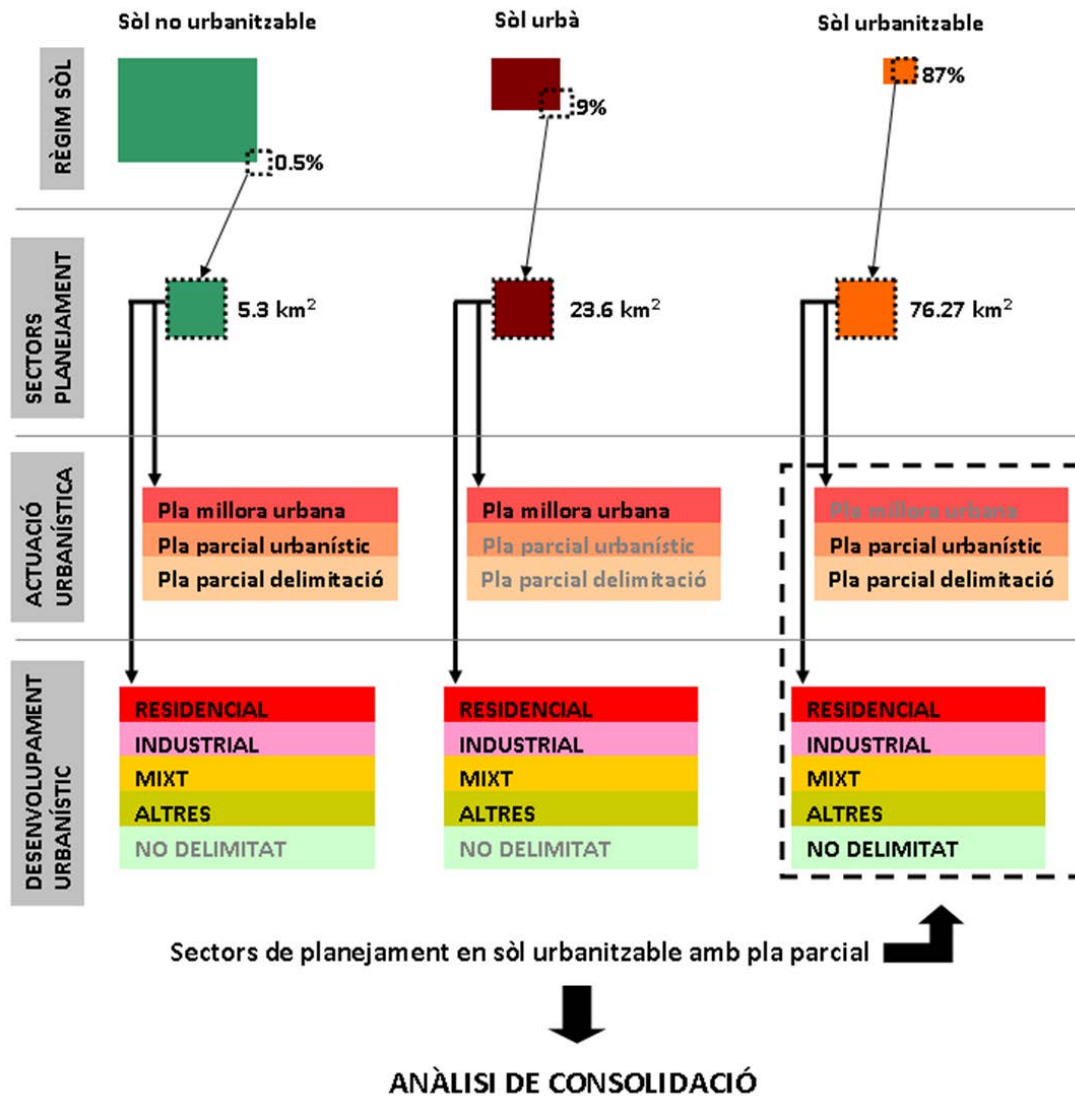 Sòl no urbanitzable
Sòl urbà
Sòl urbanitzable
RÈGIM SÒL
0.5%
9%
87%
SECTORS
PLANEJAMENT
5.3 km²
23.6 km²
76.27 km²
ACTUACIÓ
URBANÍSTICA
Pla millora urbana
Pla parcial urbanístic
Pla parcial delimitació
Pla millora urbana
Pla parcial urbanístic
Pla parcial delimitació
Pla millora urbana
Pla parcial urbanístic
Pla parcial delimitació
DESENVOLUPAMENT
URBANÍSTIC
RESIDENCIAL
INDUSTRIAL
MIXT
ALTRES
NO DELIMITAT
RESIDENCIAL
INDUSTRIAL
MIXT
ALTRES
NO DELIMITAT
RESIDENCIAL
INDUSTRIAL
MIXT
ALTRES
NO DELIMITAT
Sectors de planejament en sòl urbanitzable amb pla parcial
ANÀLISI DE CONSOLIDACIÓ